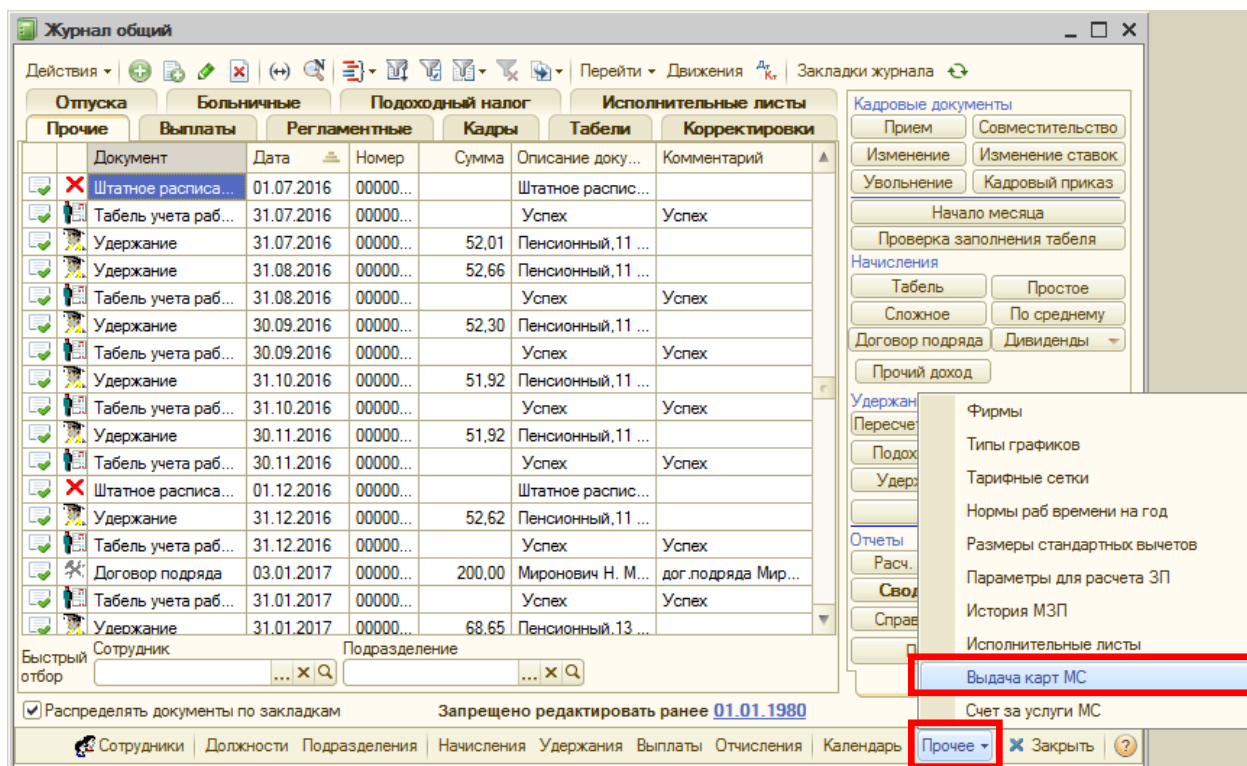 Журнал общий
Действия Перейти Движения Дт Кт Закладки журнала
Отпуска Больничные Подоходный налог Исполнительные листы
Прочие Выплаты Регламентные Кадры Табели Корректировки
Документ Дата Номер Сумма Описание доку... Комментарий
Штатное расписа... 01.07.2016 00000... Штатное распис...
Табель учета раб... 31.07.2016 00000... Успех Успех
Удержание 31.07.2016 00000... 52,01 Пенсионный,11 ...
Удержание 31.08.2016 00000... 52,66 Пенсионный,11 ...
Табель учета раб... 31.08.2016 00000... Успех Успех
Удержание 30.09.2016 00000... 52,30 Пенсионный,11 ...
Табель учета раб... 30.09.2016 00000... Успех Успех
Удержание 31.10.2016 00000... 51,92 Пенсионный,11 ...
Табель учета раб... 31.10.2016 00000... Успех Успех
Удержание 30.11.2016 00000... 51,92 Пенсионный,11 ...
Табель учета раб... 30.11.2016 00000... Успех Успех
Штатное расписа... 01.12.2016 00000... Штатное распис...
Удержание 31.12.2016 00000... 52,62 Пенсионный,11 ...
Табель учета раб... 31.12.2016 00000... Успех Успех
Договор подряда 03.01.2017 00000... 200,00 Миронович Н. М... дог.подряда Мир...
Табель учета раб... 31.01.2017 00000... Успех Успех
Удержание 31.01.2017 00000... 68,65 Пенсионный,13 ...
Быстрый отбор
Сотрудник Подразделение
... ...
Распределять документы по закладкам Запрещено редактировать ранее 01.01.1980
Сотрудники Должности Подразделения Начисления Удержания Выплаты Отчисления Календарь Прочее Закрыть ?
Кадровые документы
Прием Совместительство
Изменение Изменение ставок
Увольнение Кадровый приказ
Начало месяца
Проверка заполнения табеля
Начисления
Табель Простое
Сложное По среднему
Договор подряда Дивиденды
Прочий доход
Удержан
Пересчет
Подох
Удерж
Отчеты
Расч.
Свод
Справ
П
Фирмы
Типы графиков
Тарифные сетки
Нормы раб времени на год
Размеры стандартных вычетов
Параметры для расчета ЗП
История МЗП
Исполнительные листы
Выдача карт МС
Счет за услуги МС